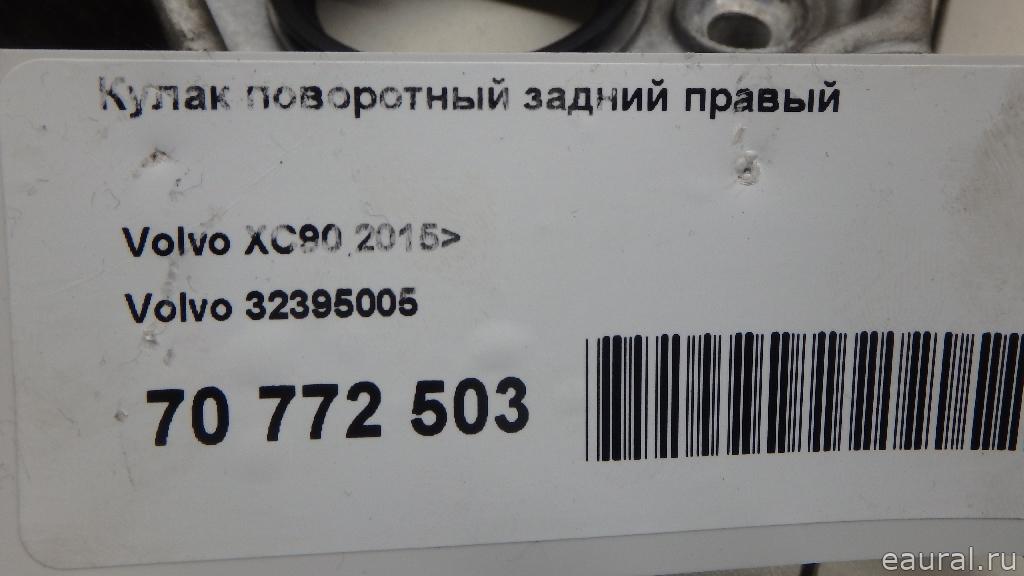 Кулак поворотный задний правый
Volvo XC90 2015>
Volvo 32395005
70 772 503
eaural.ru